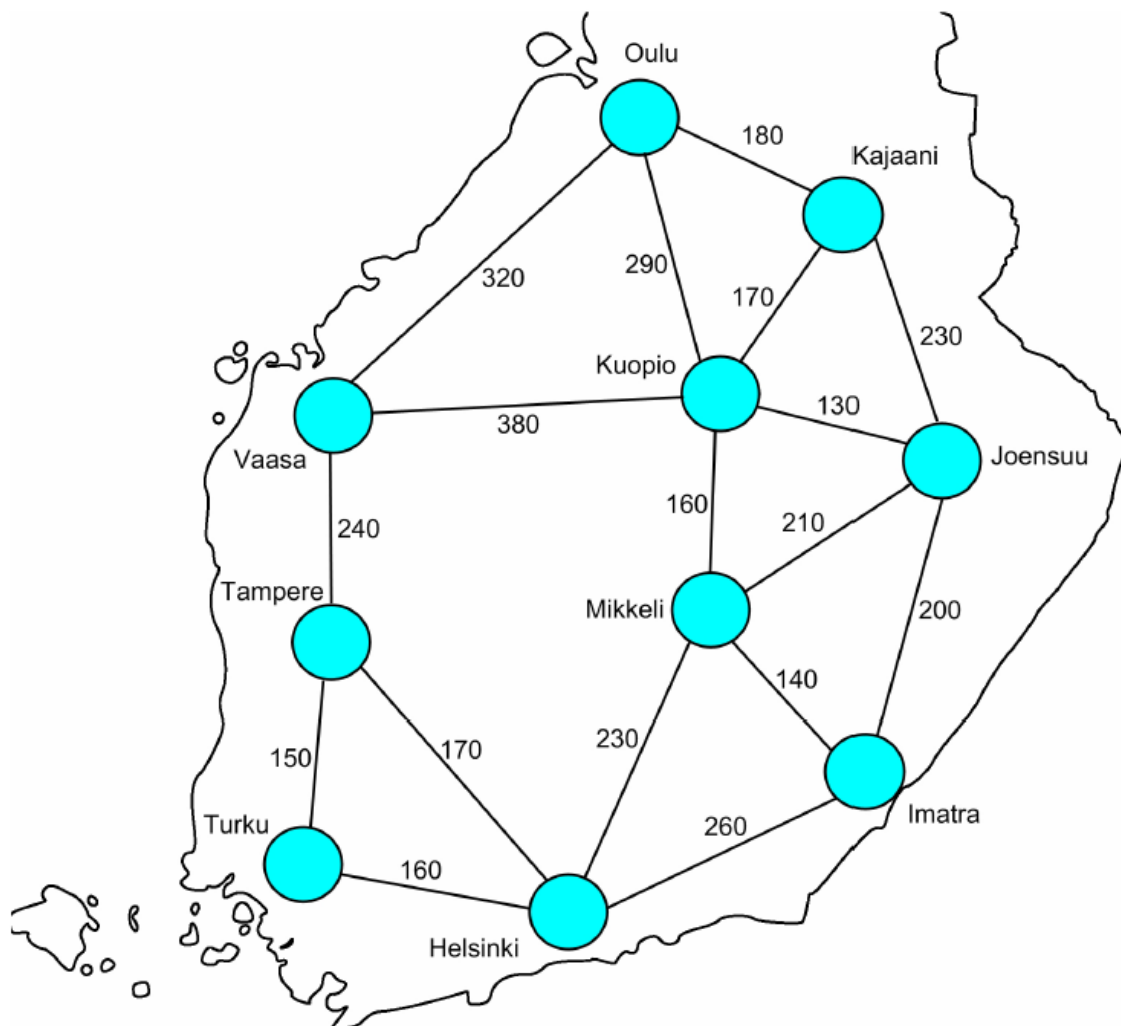 Oulu
180
Kajaani
320
290
170
230
Kuopio
380
130
Vaasa
Joensuu
160
210
240
Tampere
Mikkeli
200
140
230
170
150
Turku
260
Imatra
160
Helsinki